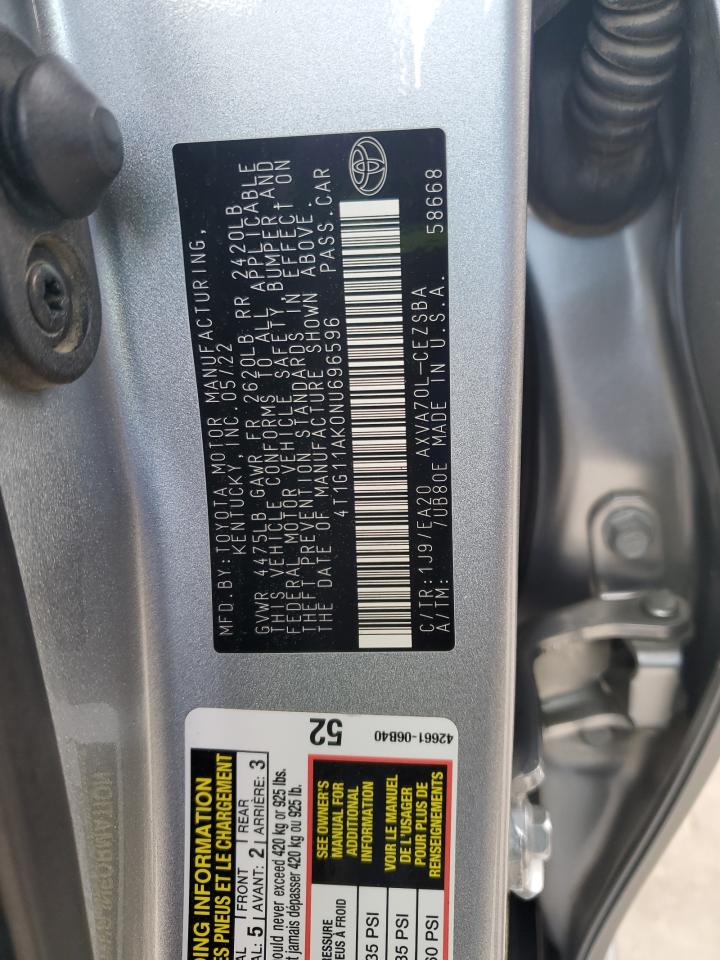 MFD.BY:TOYOTA MOTOR MANUFACTURING,
KENTUCKY, INC. 05/22
GVWR 4475LB GAWR FR 2620LB RR 2420LB
THIS VEHICLE CONFORMS TO ALL APPLICABLE
FEDERAL MOTOR VEHICLE SAFETY, BUMPER AND
THEFT PREVENTION STANDARDS IN EFFECT ON
THE DATE OF MANUFACTURE SHOWN ABOVE.
4T1G11AK0NU696596 PASS.CAR
C/TR:1J9/EA20 AXVA70L-CEZSBA
A/TM: /UB80E MADE IN U.S.A. 58668
DING INFORMATION
ES PNEUS ET LE CHARGEMENT
FRONT 2 REAR 3
AL: 5 AVANT: ARRIÈRE:
ould never exceed 420 kg or 925 lbs.
t jamais dépasser 420 kg ou 925 lb.
RESSURE
EUS À FROID
35 PSI
35 PSI
60 PSI
SEE OWNER'S
MANUAL FOR
ADDITIONAL
INFORMATION
VOIR LE MANUEL
DE L'USAGER
POUR PLUS DE
RENSEIGNEMENTS
52
42661-06B40